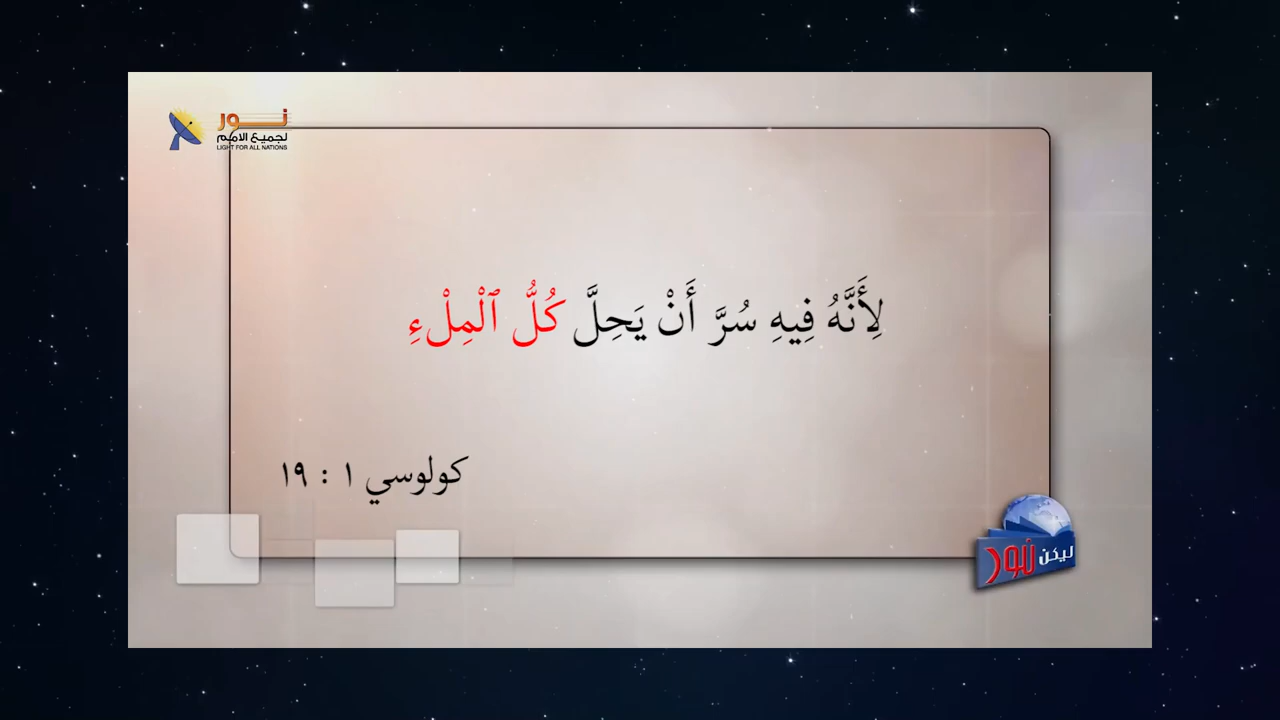 نور
لجميع الامم
LIGHT FOR ALL NATIONS
لِأَنَّهُ فِيهِ سُرَّ أَنْ يَحِلَّ كُلُّ ٱلْمِلْءِ
كولوسي ١ : ١٩
ليكن نور